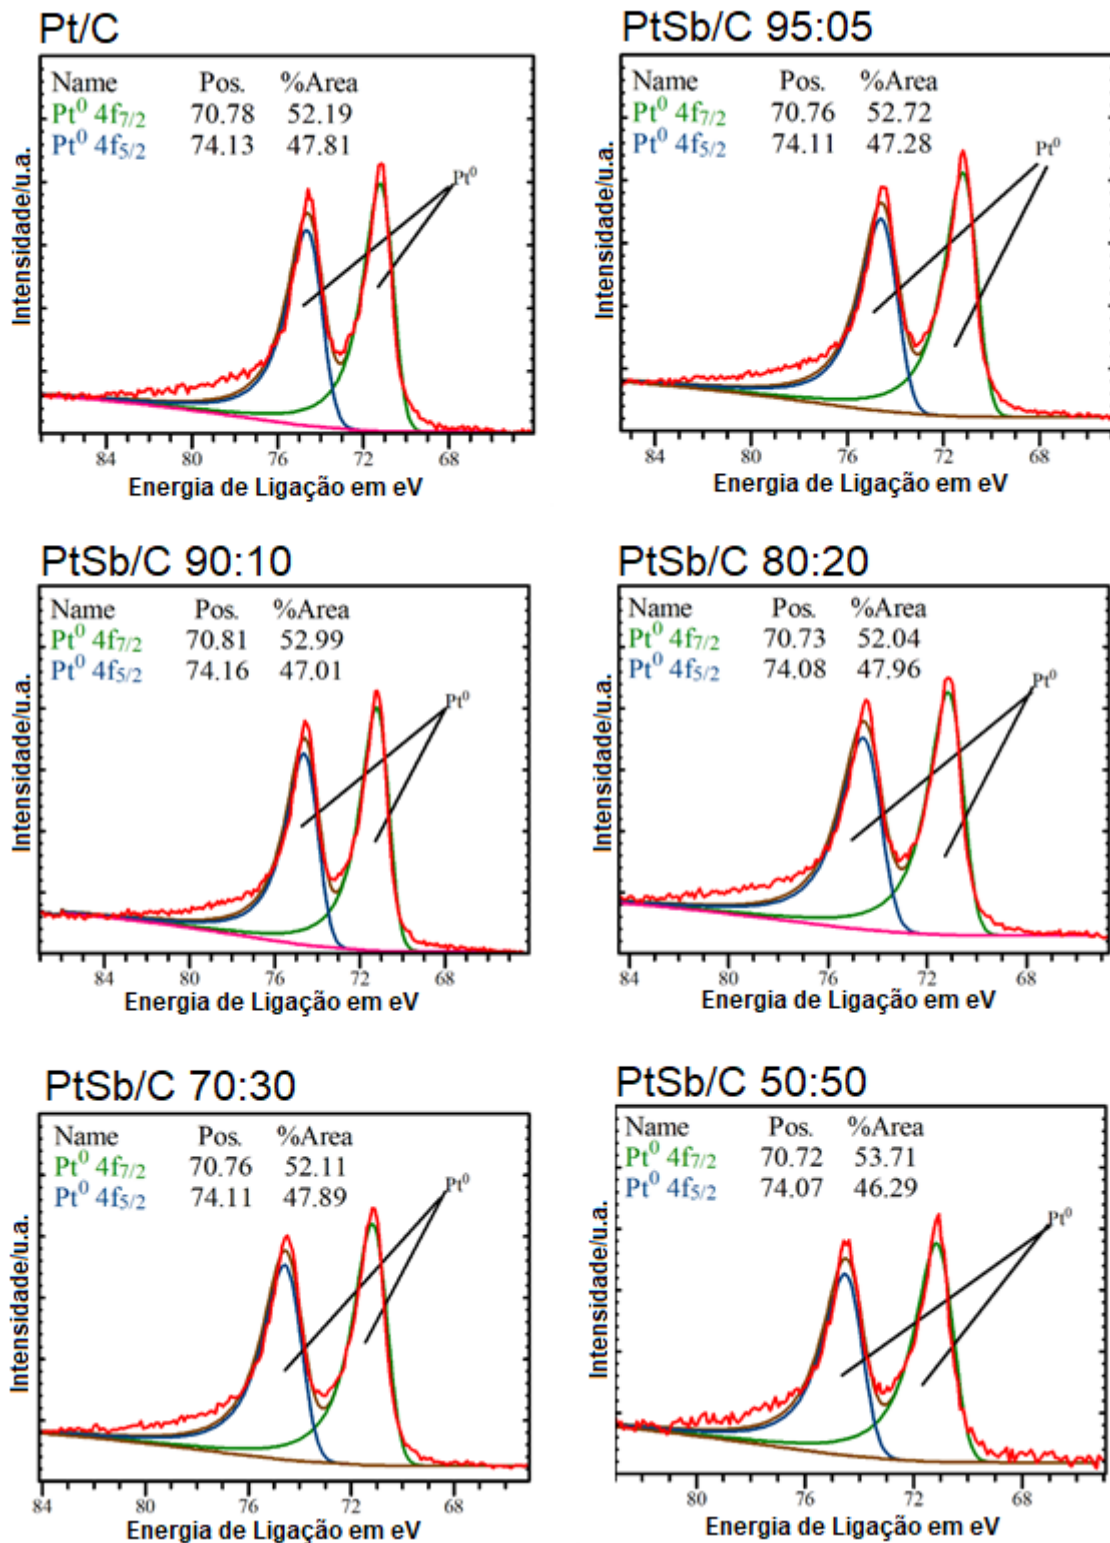 Pt/C
Name Pos. %Area
Pt⁰ 4f7/2 70.78 52.19
Pt⁰ 4f5/2 74.13 47.81
Pt⁰
Intensidade/u.a.
84 80 76 72 68
Energia de Ligação em eV
PtSb/C 95:05
Name Pos. %Area
Pt⁰ 4f7/2 70.76 52.72
Pt⁰ 4f5/2 74.11 47.28
Pt⁰
Intensidade/u.a.
84 80 76 72 68
Energia de Ligação em eV
PtSb/C 90:10
Name Pos. %Area
Pt⁰ 4f7/2 70.81 52.99
Pt⁰ 4f5/2 74.16 47.01
Pt⁰
Intensidade/u.a.
84 80 76 72 68
Energia de Ligação em eV
PtSb/C 80:20
Name Pos. %Area
Pt⁰ 4f7/2 70.73 52.04
Pt⁰ 4f5/2 74.08 47.96
Pt⁰
Intensidade/u.a.
84 80 76 72 68
Energia de Ligação em eV
PtSb/C 70:30
Name Pos. %Area
Pt⁰ 4f7/2 70.76 52.11
Pt⁰ 4f5/2 74.11 47.89
Pt⁰
Intensidade/u.a.
84 80 76 72 68
Energia de Ligação em eV
PtSb/C 50:50
Name Pos. %Area
Pt⁰ 4f7/2 70.72 53.71
Pt⁰ 4f5/2 74.07 46.29
Pt⁰
Intensidade/u.a.
80 76 72 68
Energia de Ligação em eV